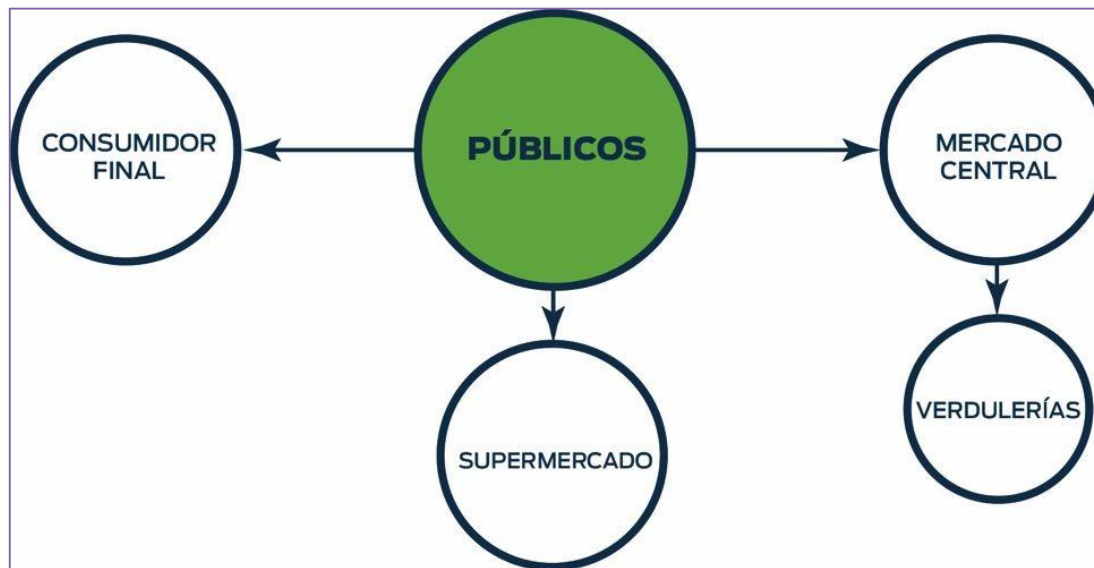 PÚBLICOS
CONSUMIDOR
FINAL
MERCADO
CENTRAL
SUPERMERCADO
VERDULERÍAS